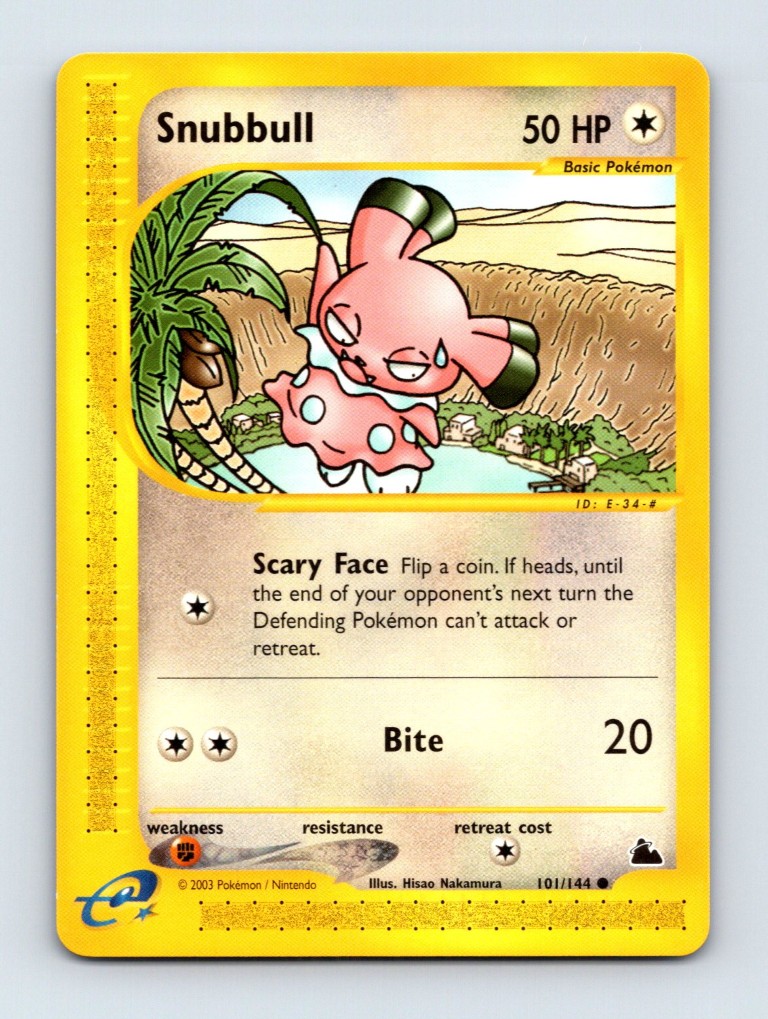 Snubbull 50 HP
Basic Pokémon
ID: E-34-#
Scary Face Flip a coin. If heads, until
the end of your opponent's next turn the
Defending Pokémon can't attack or
retreat.
Bite 20
weakness resistance retreat cost
© 2003 Pokémon / Nintendo Illus. Hisao Nakamura 101/144 ●
e